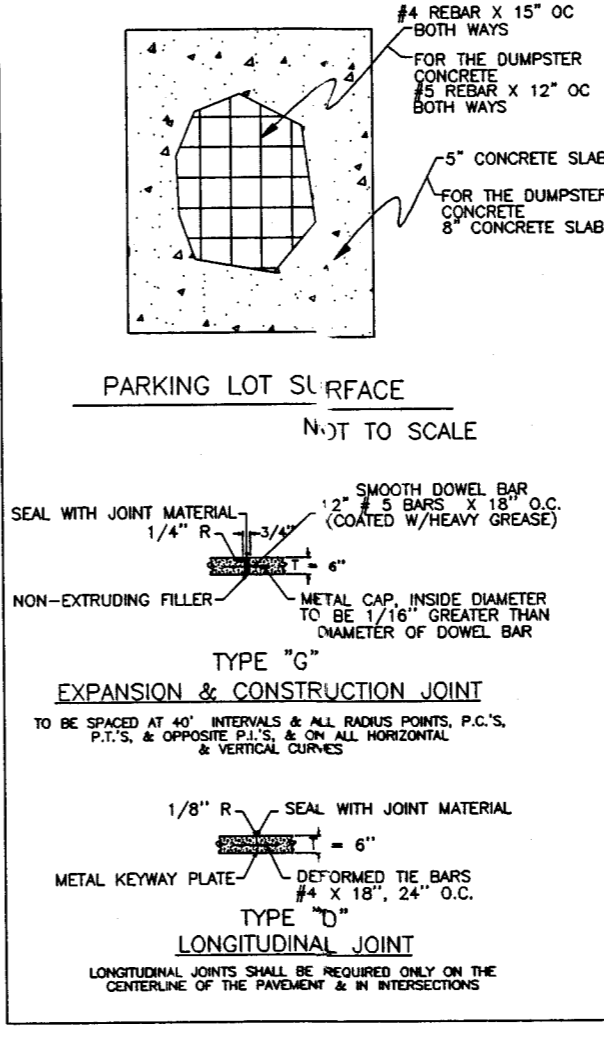 #4 REBAR X 15" OC
BOTH WAYS
FOR THE DUMPSTER
CONCRETE
#5 REBAR X 12" OC
BOTH WAYS
5" CONCRETE SLAB
FOR THE DUMPSTER
CONCRETE
8" CONCRETE SLAB
PARKING LOT SURFACE
NOT TO SCALE
SMOOTH DOWEL BAR
12" # 5 BARS X 18" O.C.
(COATED W/HEAVY GREASE)
SEAL WITH JOINT MATERIAL
1/4" R
3/4"
T = 6"
NON-EXTRUDING FILLER
METAL CAP, INSIDE DIAMETER
TO BE 1/16" GREATER THAN
DIAMETER OF DOWEL BAR
TYPE "G"
EXPANSION & CONSTRUCTION JOINT
TO BE SPACED AT 40' INTERVALS & ALL RADIUS POINTS, P.C.'S,
P.T.'S, & OPPOSITE P.I.'S, & ON ALL HORIZONTAL
& VERTICAL CURVES
1/8" R
SEAL WITH JOINT MATERIAL
T = 6"
METAL KEYWAY PLATE
DEFORMED TIE BARS
#4 X 18", 24" O.C.
TYPE "D"
LONGITUDINAL JOINT
LONGITUDINAL JOINTS SHALL BE REQUIRED ONLY ON THE
CENTERLINE OF THE PAVEMENT & IN INTERSECTIONS